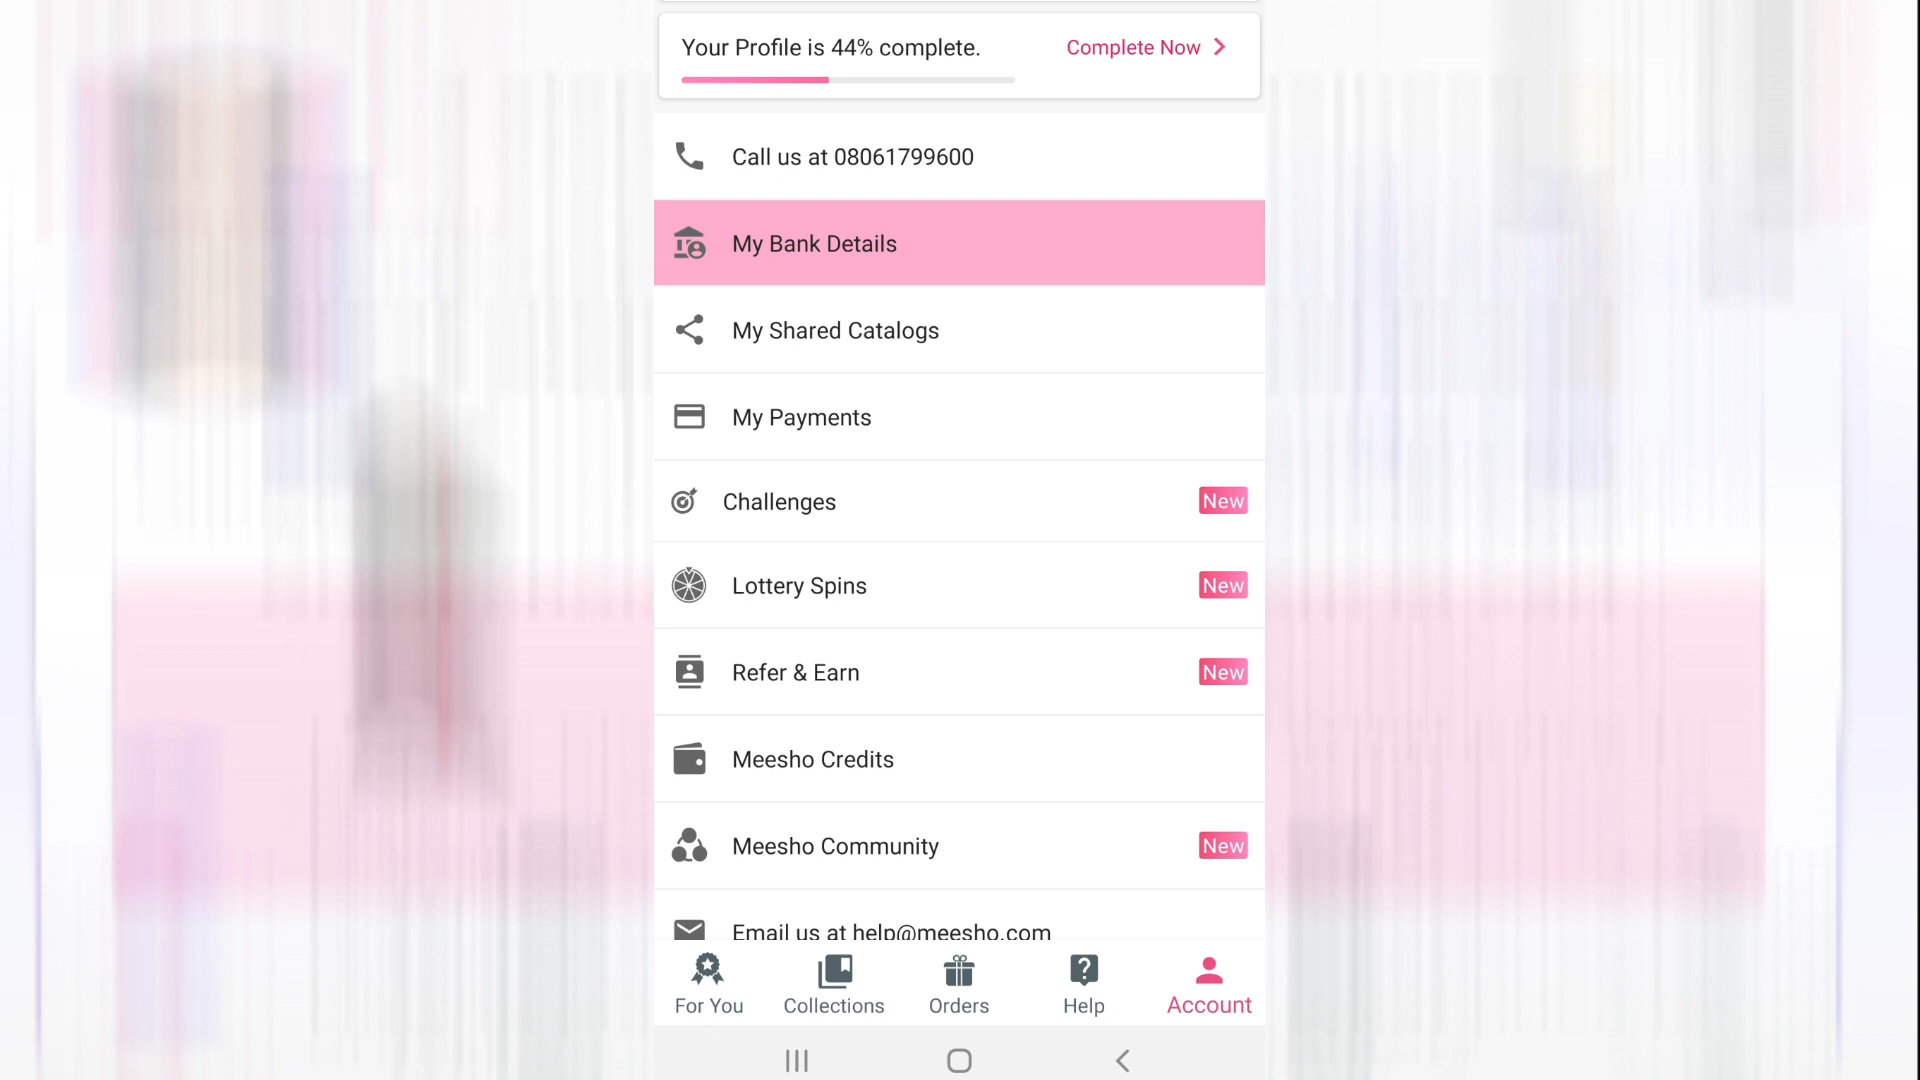 Your Profile is 44% complete.
Complete Now
Call us at 08061799600
My Bank Details
My Shared Catalogs
My Payments
Challenges
New
Lottery Spins
New
Refer & Earn
New
Meesho Credits
Meesho Community
New
Email us at help@meesho.com
For You
Collections
Orders
Help
Account